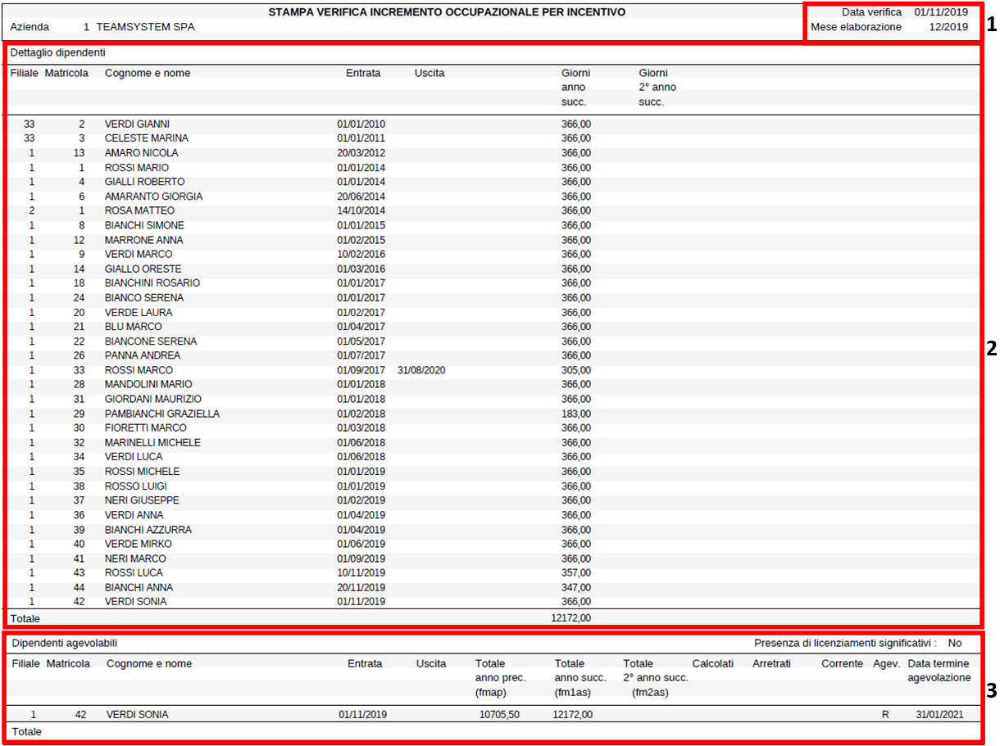 STAMPA VERIFICA INCREMENTO OCCUPAZIONALE PER INCENTIVO
Data verifica 01/11/2019
1
Azienda 1 TEAMSYSTEM SPA
Mese elaborazione 12/2019
Dettaglio dipendenti
Filiale Matricola Cognome e nome Entrata Uscita Giorni anno succ. Giorni 2° anno succ.
33 2 VERDI GIANNI 01/01/2010 366,00
33 3 CELESTE MARINA 01/01/2011 366,00
1 13 AMARO NICOLA 20/03/2012 366,00
1 1 ROSSI MARIO 01/01/2014 366,00
1 4 GIALLI ROBERTO 01/01/2014 366,00
1 6 AMARANTO GIORGIA 20/06/2014 366,00
2 1 ROSA MATTEO 14/10/2014 366,00
1 8 BIANCHI SIMONE 01/01/2015 366,00
1 12 MARRONE ANNA 01/02/2015 366,00
1 9 VERDI MARCO 10/02/2016 366,00
1 14 GIALLO ORESTE 01/03/2016 366,00
1 18 BIANCHINI ROSARIO 01/01/2017 366,00
1 24 BIANCO SERENA 01/01/2017 366,00
1 20 VERDE LAURA 01/02/2017 366,00
1 21 BLU MARCO 01/04/2017 366,00
1 22 BIANCONE SERENA 01/05/2017 366,00
1 26 PANNA ANDREA 01/07/2017 366,00
1 33 ROSSI MARCO 01/09/2017 31/08/2020 305,00
1 28 MANDOLINI MARIO 01/01/2018 366,00
1 31 GIORDANI MAURIZIO 01/01/2018 366,00
1 29 PAMBIANCHI GRAZIELLA 01/02/2018 183,00
1 30 FIORETTI MARCO 01/03/2018 366,00
1 32 MARINELLI MICHELE 01/06/2018 366,00
1 34 VERDI LUCA 01/06/2018 366,00
1 35 ROSSI MICHELE 01/01/2019 366,00
1 38 ROSSO LUIGI 01/01/2019 366,00
1 37 NERI GIUSEPPE 01/02/2019 366,00
1 36 VERDI ANNA 01/04/2019 366,00
1 39 BIANCHI AZZURRA 01/04/2019 366,00
1 40 VERDE MIRKO 01/06/2019 366,00
1 41 NERI MARCO 01/09/2019 366,00
1 43 ROSSI LUCA 10/11/2019 357,00
1 44 BIANCHI ANNA 20/11/2019 347,00
1 42 VERDI SONIA 01/11/2019 366,00
Totale 12172,00
2
Dipendenti agevolabili Presenza di licenziamenti significativi : No
Filiale Matricola Cognome e nome Entrata Uscita Totale anno prec. (fmap) Totale anno succ. (fm1as) Totale 2° anno succ. (fm2as) Calcolati Arretrati Corrente Agev. Data termine agevolazione
3
1 42 VERDI SONIA 01/11/2019 10705,50 12172,00 R 31/01/2021
Totale